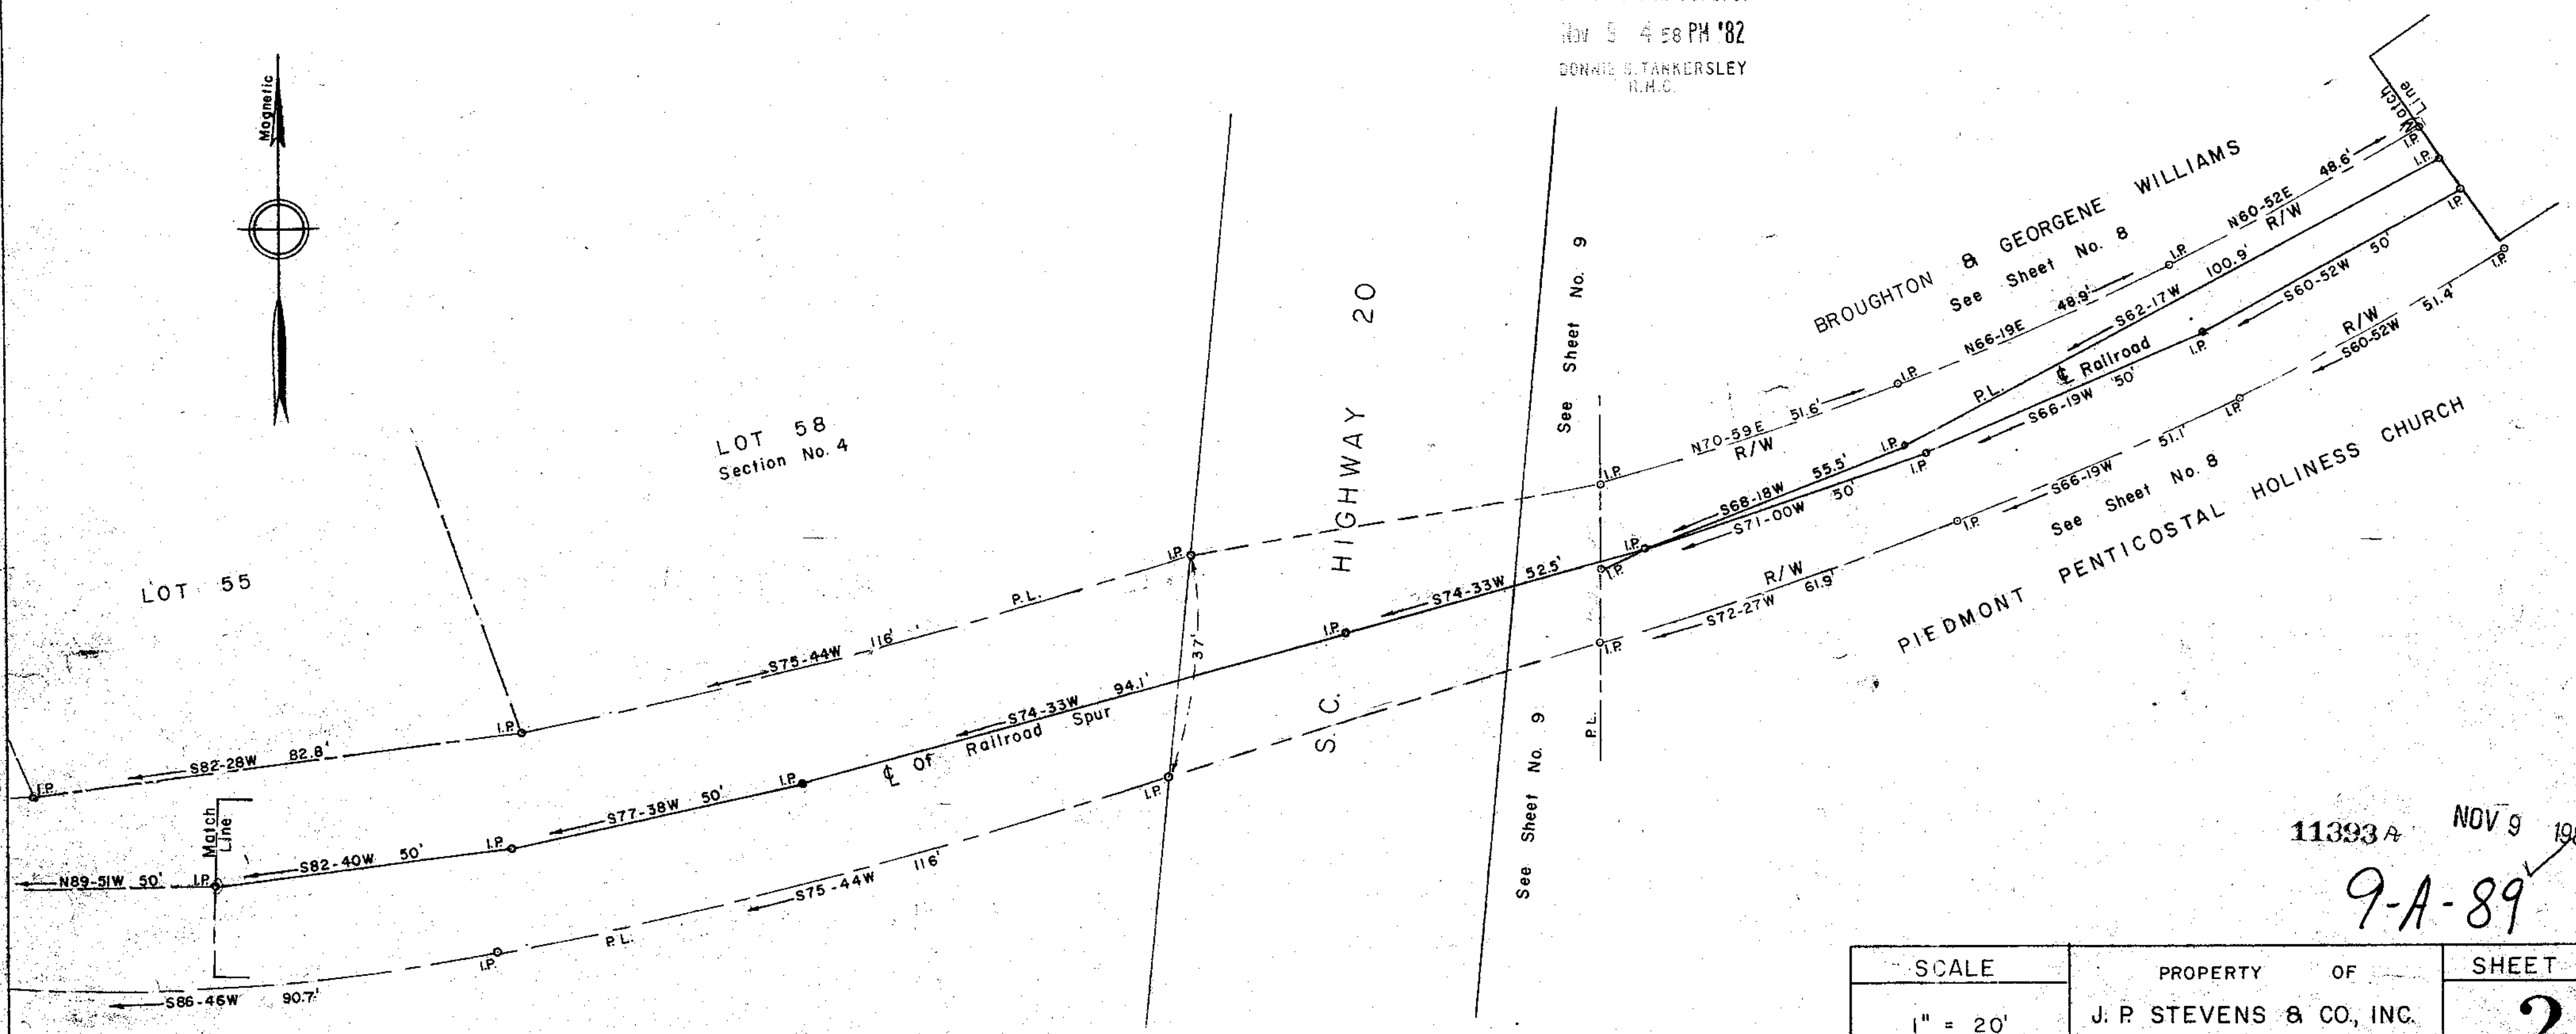 Nov 5 4 58 PM '82
DONNIE S. TANKERSLEY
R.M.C.
Magnetic
Match
Line
I.P.
I.P.
I.P.
I.P.
BROUGHTON & GEORGENE WILLIAMS
See Sheet No. 8
N60-52E 48.6'
R/W
I.P.
N66-19E 48.9'
I.P.
N70-59E 51.6'
R/W
I.P.
S62-17W 100.9'
P.L.
I.P.
S60-52W 50'
I.P.
℄ Railroad
S66-19W 50'
I.P.
R/W
S60-52W 51.4'
I.P.
S66-19W 51.1'
I.P.
See Sheet No. 8
PIEDMONT PENTICOSTAL HOLINESS CHURCH
S68-18W 55.5'
S71-00W 50'
I.P.
I.P.
R/W
S72-27W 61.9'
I.P.
P.L.
See Sheet No. 9
See Sheet No. 9
S.C. HIGHWAY 20
S74-33W 52.5'
I.P.
I.P.
37'
I.P.
LOT 58
Section No. 4
LOT 55
P.L.
S75-44W 116'
I.P.
S82-28W 82.8'
I.P.
S74-33W 94.1'
℄ Of Railroad Spur
I.P.
S77-38W 50'
I.P.
S82-40W 50'
Match
Line
N89-51W 50'
I.P.
S75-44W 116'
P.L.
I.P.
S86-46W 90.7'
11393 A
NOV 9
9-A-89
SCALE
1" = 20'
PROPERTY OF
J. P. STEVENS & CO., INC.
SHEET
2